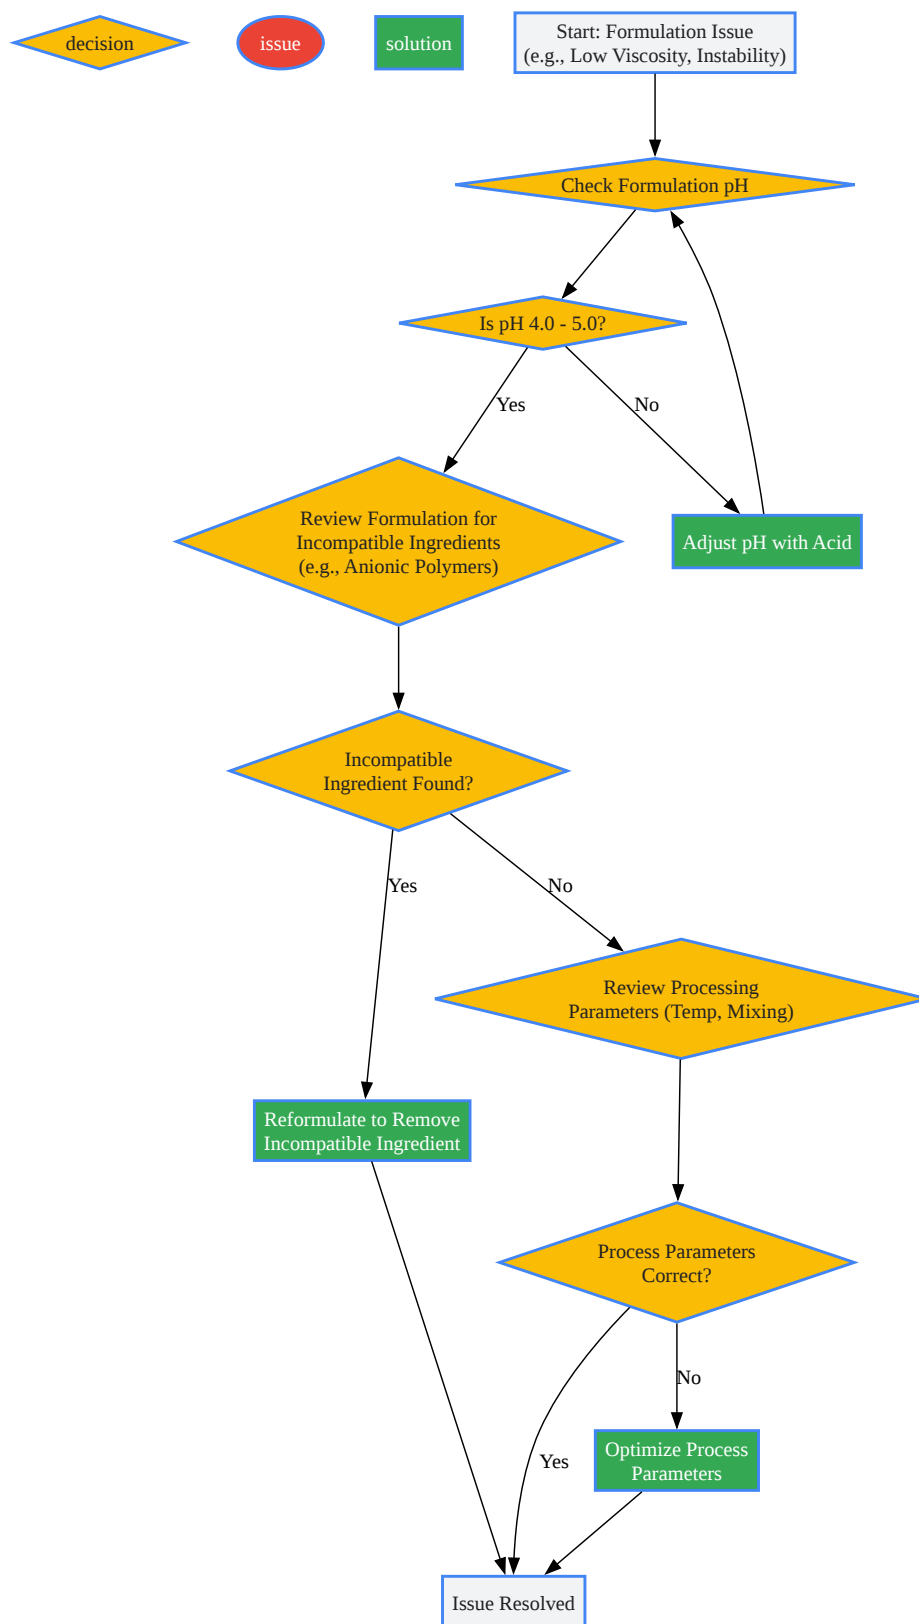 decision
issue
solution
Start: Formulation Issue
(e.g., Low Viscosity, Instability)
Check Formulation pH
Is pH 4.0 - 5.0?
Yes
No
Review Formulation for
Incompatible Ingredients
(e.g., Anionic Polymers)
Adjust pH with Acid
Incompatible
Ingredient Found?
Yes
No
Review Processing
Parameters (Temp, Mixing)
Reformulate to Remove
Incompatible Ingredient
Process Parameters
Correct?
No
Yes
Optimize Process
Parameters
Issue Resolved